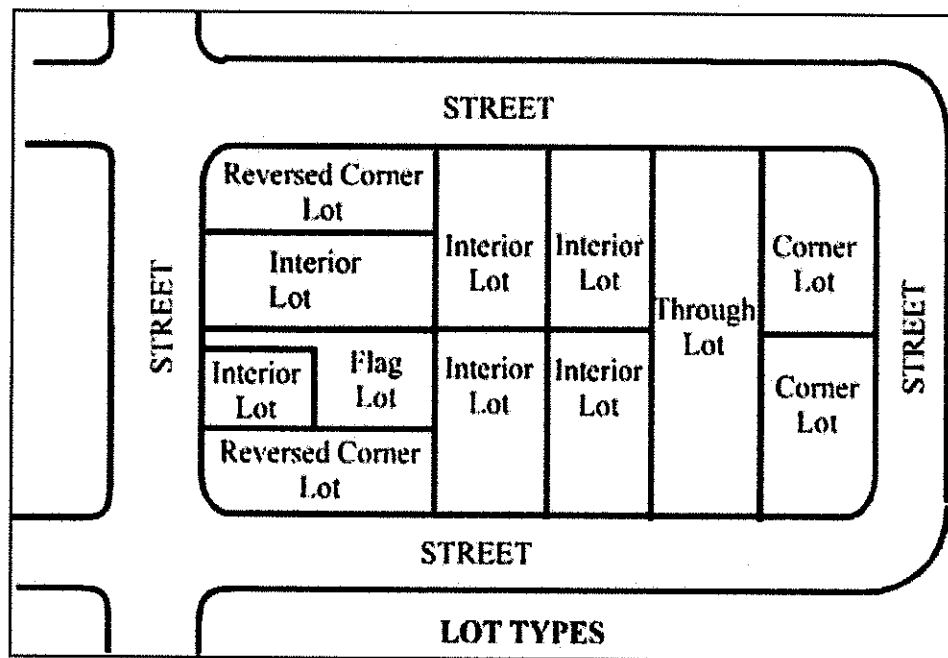 STREET
Reversed Corner
Lot
Interior
Lot
Interior
Lot
Interior
Lot
Corner
Lot
STREET
Through
Lot
STREET
Interior
Lot
Flag
Lot
Interior
Lot
Interior
Lot
Corner
Lot
Reversed Corner
Lot
STREET
LOT TYPES